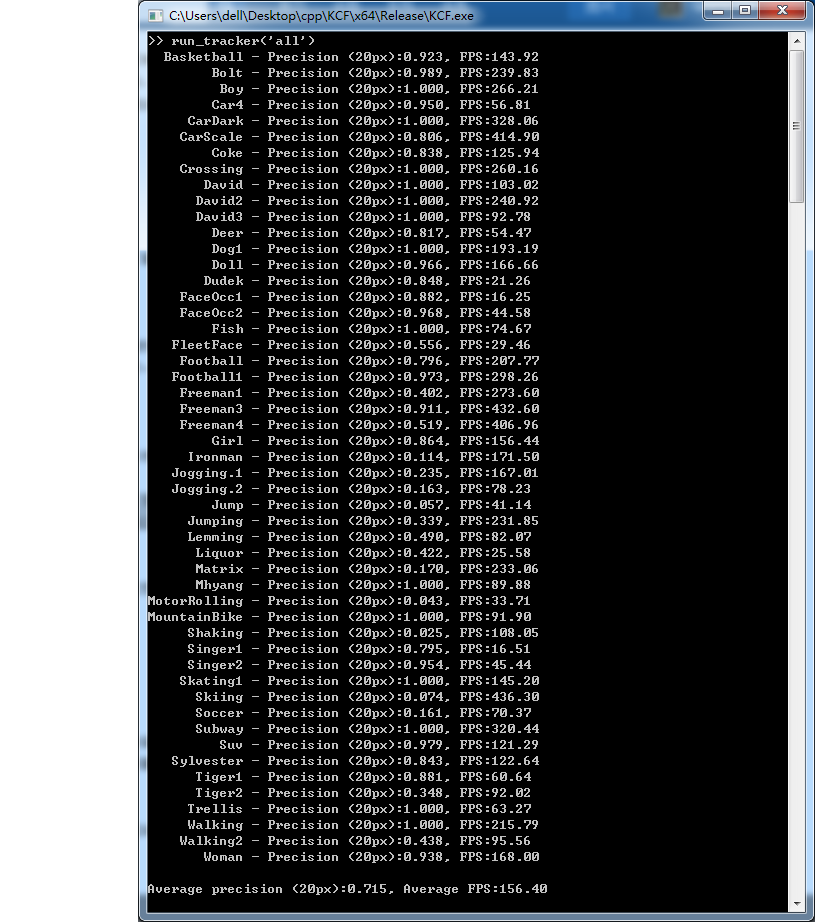 C:\Users\dell\Desktop\cpp\KCF\x64\Release\KCF.exe
>> run_tracker('all')
Basketball - Precision (20px):0.923, FPS:143.92
Bolt - Precision (20px):0.989, FPS:239.83
Boy - Precision (20px):1.000, FPS:266.21
Car4 - Precision (20px):0.950, FPS:56.81
CarDark - Precision (20px):1.000, FPS:328.06
CarScale - Precision (20px):0.806, FPS:414.90
Coke - Precision (20px):0.838, FPS:125.94
Crossing - Precision (20px):1.000, FPS:260.16
David - Precision (20px):1.000, FPS:103.02
David2 - Precision (20px):1.000, FPS:240.92
David3 - Precision (20px):1.000, FPS:92.78
Deer - Precision (20px):0.817, FPS:54.47
Dog1 - Precision (20px):1.000, FPS:193.19
Doll - Precision (20px):0.966, FPS:166.66
Dudek - Precision (20px):0.848, FPS:21.26
FaceOcc1 - Precision (20px):0.882, FPS:16.25
FaceOcc2 - Precision (20px):0.968, FPS:44.58
Fish - Precision (20px):1.000, FPS:74.67
FleetFace - Precision (20px):0.556, FPS:29.46
Football - Precision (20px):0.796, FPS:207.77
Football1 - Precision (20px):0.973, FPS:298.26
Freeman1 - Precision (20px):0.402, FPS:273.60
Freeman3 - Precision (20px):0.911, FPS:432.60
Freeman4 - Precision (20px):0.519, FPS:406.96
Girl - Precision (20px):0.864, FPS:156.44
Ironman - Precision (20px):0.114, FPS:171.50
Jogging.1 - Precision (20px):0.235, FPS:167.01
Jogging.2 - Precision (20px):0.163, FPS:78.23
Jump - Precision (20px):0.057, FPS:41.14
Jumping - Precision (20px):0.339, FPS:231.85
Lemming - Precision (20px):0.490, FPS:82.07
Liquor - Precision (20px):0.422, FPS:25.58
Matrix - Precision (20px):0.170, FPS:233.06
Mhyang - Precision (20px):1.000, FPS:89.88
MotorRolling - Precision (20px):0.043, FPS:33.71
MountainBike - Precision (20px):1.000, FPS:91.90
Shaking - Precision (20px):0.025, FPS:108.05
Singer1 - Precision (20px):0.795, FPS:16.51
Singer2 - Precision (20px):0.954, FPS:45.44
Skating1 - Precision (20px):1.000, FPS:145.20
Skiing - Precision (20px):0.074, FPS:436.30
Soccer - Precision (20px):0.161, FPS:70.37
Subway - Precision (20px):1.000, FPS:320.44
Suv - Precision (20px):0.979, FPS:121.29
Sylvester - Precision (20px):0.843, FPS:122.64
Tiger1 - Precision (20px):0.881, FPS:60.64
Tiger2 - Precision (20px):0.348, FPS:92.02
Trellis - Precision (20px):1.000, FPS:63.27
Walking - Precision (20px):1.000, FPS:215.79
Walking2 - Precision (20px):0.438, FPS:95.56
Woman - Precision (20px):0.938, FPS:168.00
Average precision (20px):0.715, Average FPS:156.40